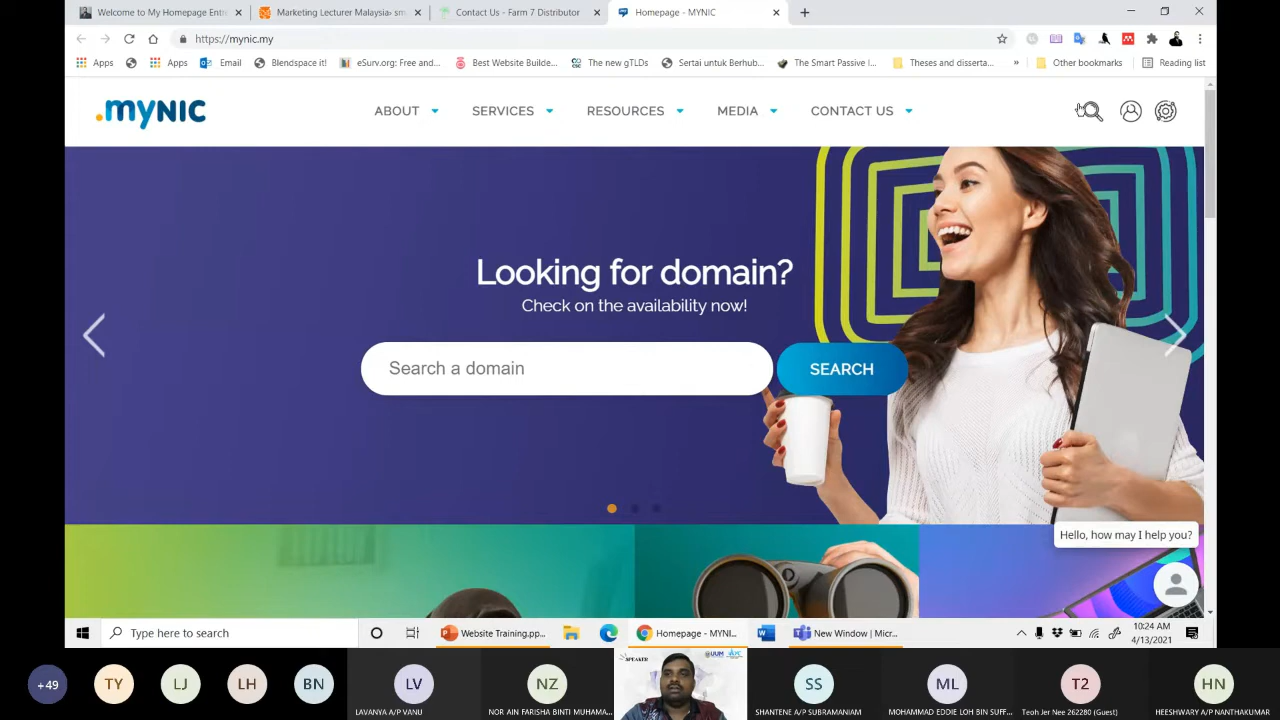 Welcome to My Homepage Entr
Marketing Lecturer Malaysia› sm
Contact Us - Farm 7 Distributor
Homepage - MYNIC
https://mynic.my
Apps
Apps
Email
Blendspace it!
eSurv.org: Free and...
Best Website Builde...
The new gTLDs
Sertai untuk Berhub...
The Smart Passive I...
Theses and disserta...
»
Other bookmarks
Reading list
.myNIC
ABOUT
SERVICES
RESOURCES
MEDIA
CONTACT US
Looking for domain?
Check on the availability now!
Search a domain
SEARCH
Hello, how may I help you?
Type here to search
Website Training.pp...
Homepage - MYNI...
New Window | Micr...
10:24 AM
4/13/2021
+49
TY
LJ
LH
BN
LV
NZ
SPEAKER
UUM
SS
ML
T2
HN
LAVANYA A/P VANU
NOR AIN FARISHA BINTI MUHAMA...
SHANTENE A/P SUBRAMANIAM
MOHAMMAD EDDIE LOH BIN SUFF...
Teoh Jer Nee 262280 (Guest)
HEESHWARY A/P NANTHAKUMAR